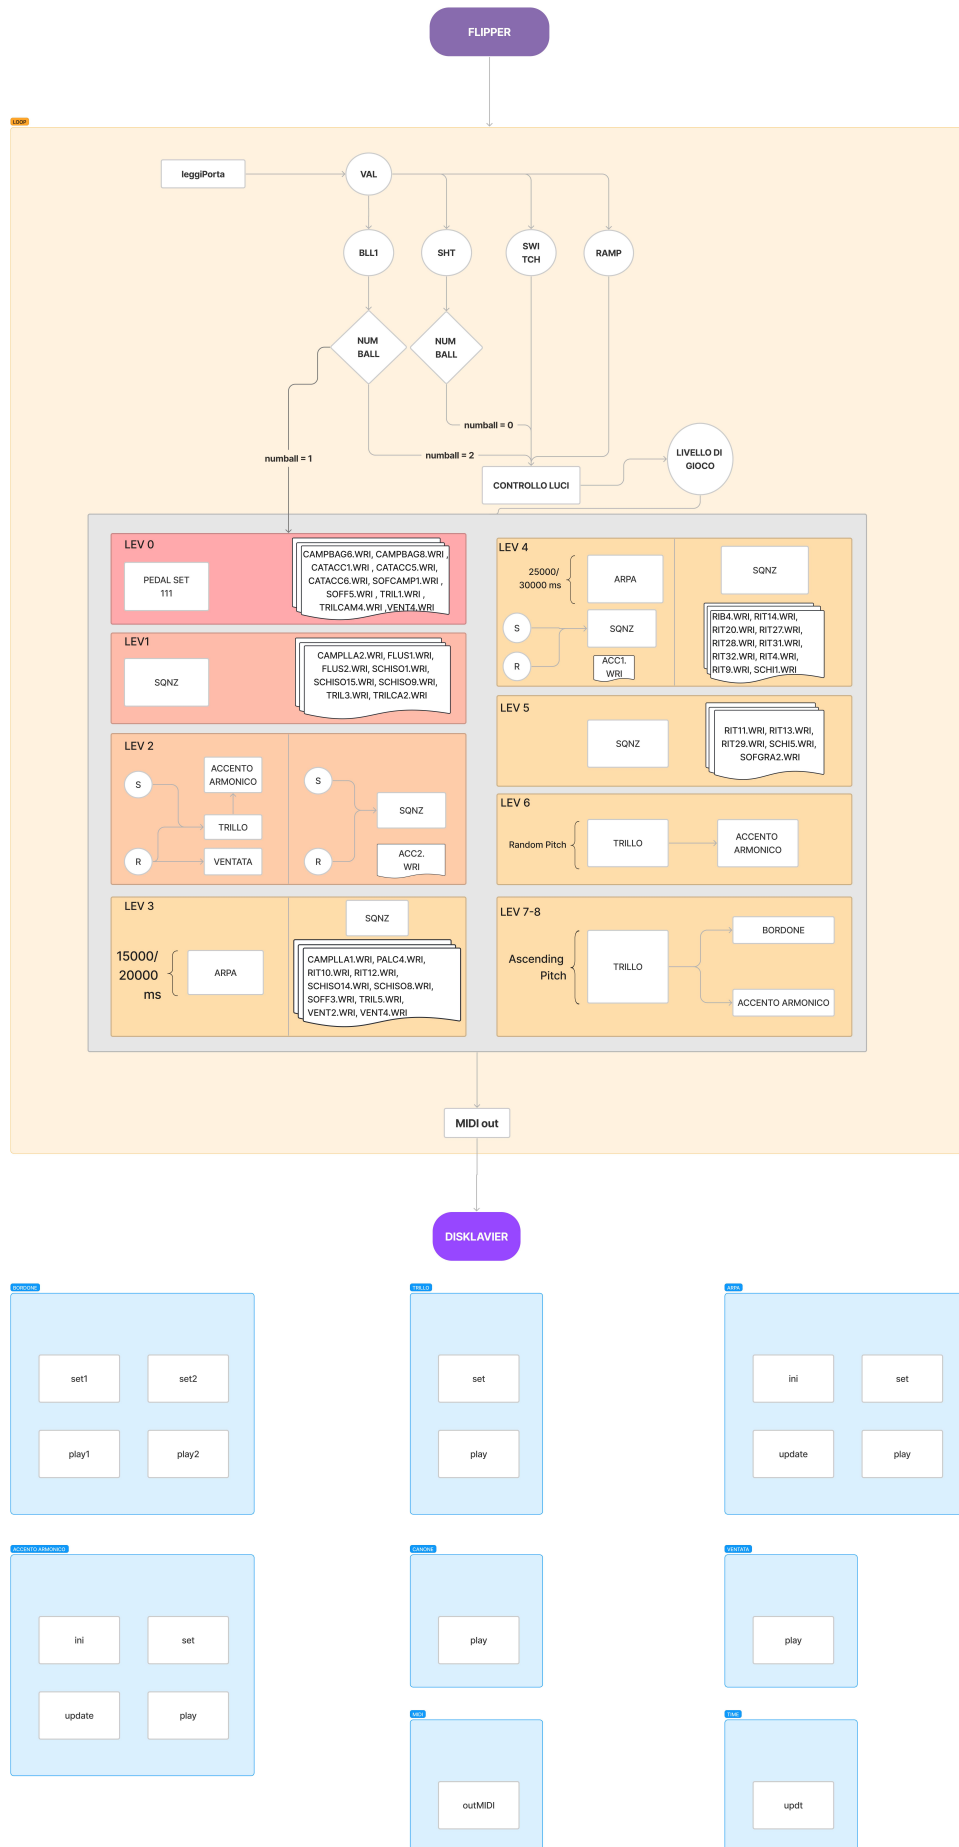 FLIPPER
LOOP
leggiPorta
VAL
BLL1
SHT
SWI
TCH
RAMP
NUM
BALL
NUM
BALL
numball = 0
numball = 2
numball = 1
LIVELLO DI
GIOCO
CONTROLLO LUCI
LEV 0
PEDAL SET
111
CAMPBAG6.WRI, CAMPBAG8.WRI ,
CATACC1.WRI , CATACC5.WRI,
CATACC6.WRI, SOFCAMP1.WRI ,
SOFF5.WRI , TRIL1.WRI ,
TRILCAM4.WRI ,VENT4.WRI
LEV1
SQNZ
CAMPLLA2.WRI, FLUS1.WRI,
FLUS2.WRI, SCHISO1.WRI,
SCHISO15.WRI, SCHISO9.WRI,
TRIL3.WRI, TRILCA2.WRI
LEV 2
S
R
ACCENTO
ARMONICO
TRILLO
VENTATA
S
R
SQNZ
ACC2.
WRI
LEV 3
15000/
20000
ms
ARPA
SQNZ
CAMPLLA1.WRI, PALC4.WRI,
RIT10.WRI, RIT12.WRI,
SCHISO14.WRI, SCHISO8.WRI,
SOFF3.WRI, TRIL5.WRI,
VENT2.WRI, VENT4.WRI
LEV 4
25000/
30000 ms
ARPA
S
R
SQNZ
ACC1.
WRI
SQNZ
RIB4.WRI, RIT14.WRI,
RIT20.WRI, RIT27.WRI,
RIT28.WRI, RIT31.WRI,
RIT32.WRI, RIT4.WRI,
RIT9.WRI, SCHI1.WRI
LEV 5
SQNZ
RIT11.WRI, RIT13.WRI,
RIT29.WRI, SCHI5.WRI,
SOFGRA2.WRI
LEV 6
Random Pitch
TRILLO
ACCENTO
ARMONICO
LEV 7-8
Ascending
Pitch
TRILLO
BORDONE
ACCENTO ARMONICO
MIDI out
DISKLAVIER
BORDONE
set1
set2
play1
play2
TRILLO
set
play
ARPA
ini
set
update
play
ACCENTO ARMONICO
ini
set
update
play
CANONE
play
VENTATA
play
MIDI
outMIDI
TIME
updt